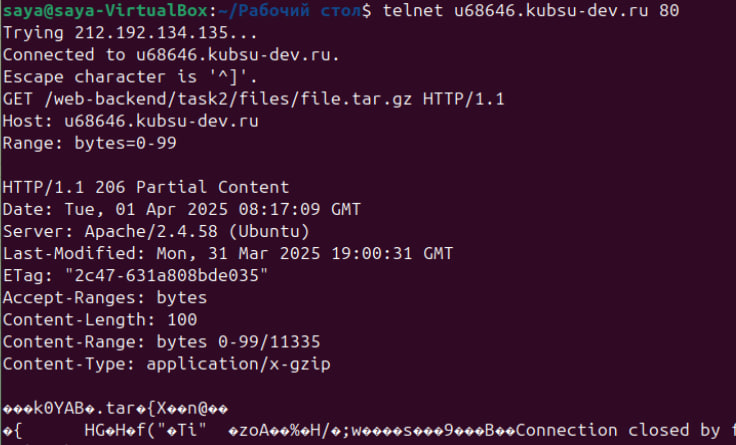 saya@saya-VirtualBox:~/Рабочий стол$ telnet u68646.kubsu-dev.ru 80
Trying 212.192.134.135...
Connected to u68646.kubsu-dev.ru.
Escape character is '^]'.
GET /web-backend/task2/files/file.tar.gz HTTP/1.1
Host: u68646.kubsu-dev.ru
Range: bytes=0-99

HTTP/1.1 206 Partial Content
Date: Tue, 01 Apr 2025 08:17:09 GMT
Server: Apache/2.4.58 (Ubuntu)
Last-Modified: Mon, 31 Mar 2025 19:00:31 GMT
ETag: "2c47-631a808bde035"
Accept-Ranges: bytes
Content-Length: 100
Content-Range: bytes 0-99/11335
Content-Type: application/x-gzip

���k0YAB�.tar�{X��n@��
�{ HG�H�f("�Ti" �zoA��%�H/�;w����s���9���B��Connection closed by f